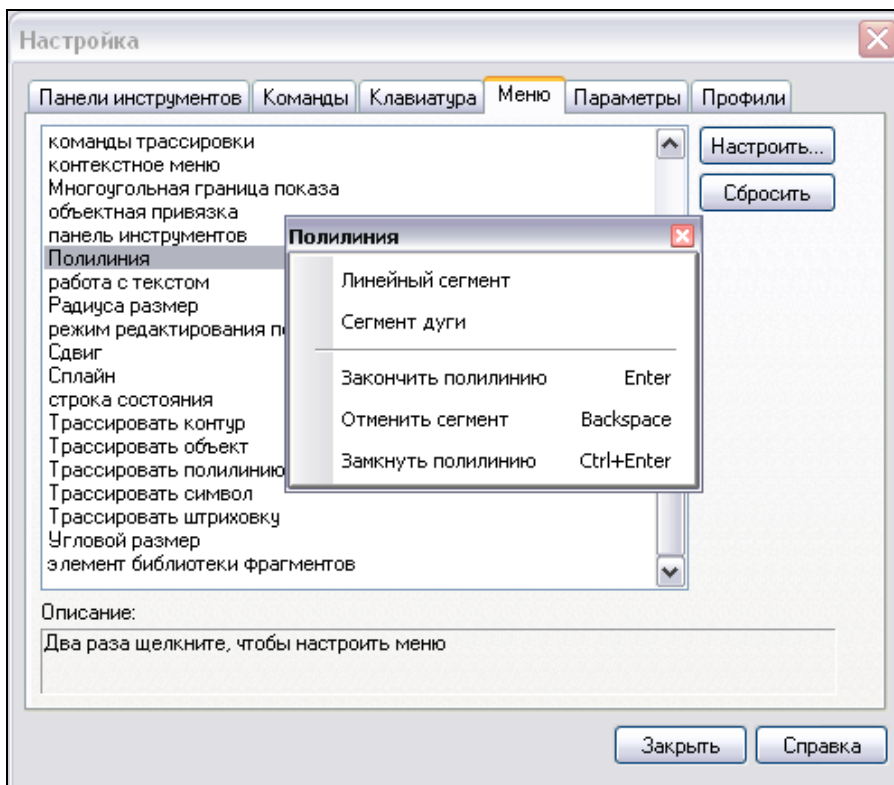 Настройка
Панели инструментов Команды Клавиатура Меню Параметры Профили
команды трассировки
контекстное меню
Многоугольная граница показа
объектная привязка
панель инструментов
Полилиния
работа с текстом
Радиуса размер
режим редактирования
Сдвиг
Сплайн
строка состояния
Трассировать контур
Трассировать объект
Трассировать полилинию
Трассировать символ
Трассировать штриховку
Угловой размер
элемент библиотеки фрагментов
Настроить...
Сбросить
Полилиния
Линейный сегмент
Сегмент дуги
Закончить полилинию Enter
Отменить сегмент Backspace
Замкнуть полилинию Ctrl+Enter
Описание:
Два раза щелкните, чтобы настроить меню
Закрыть Справка